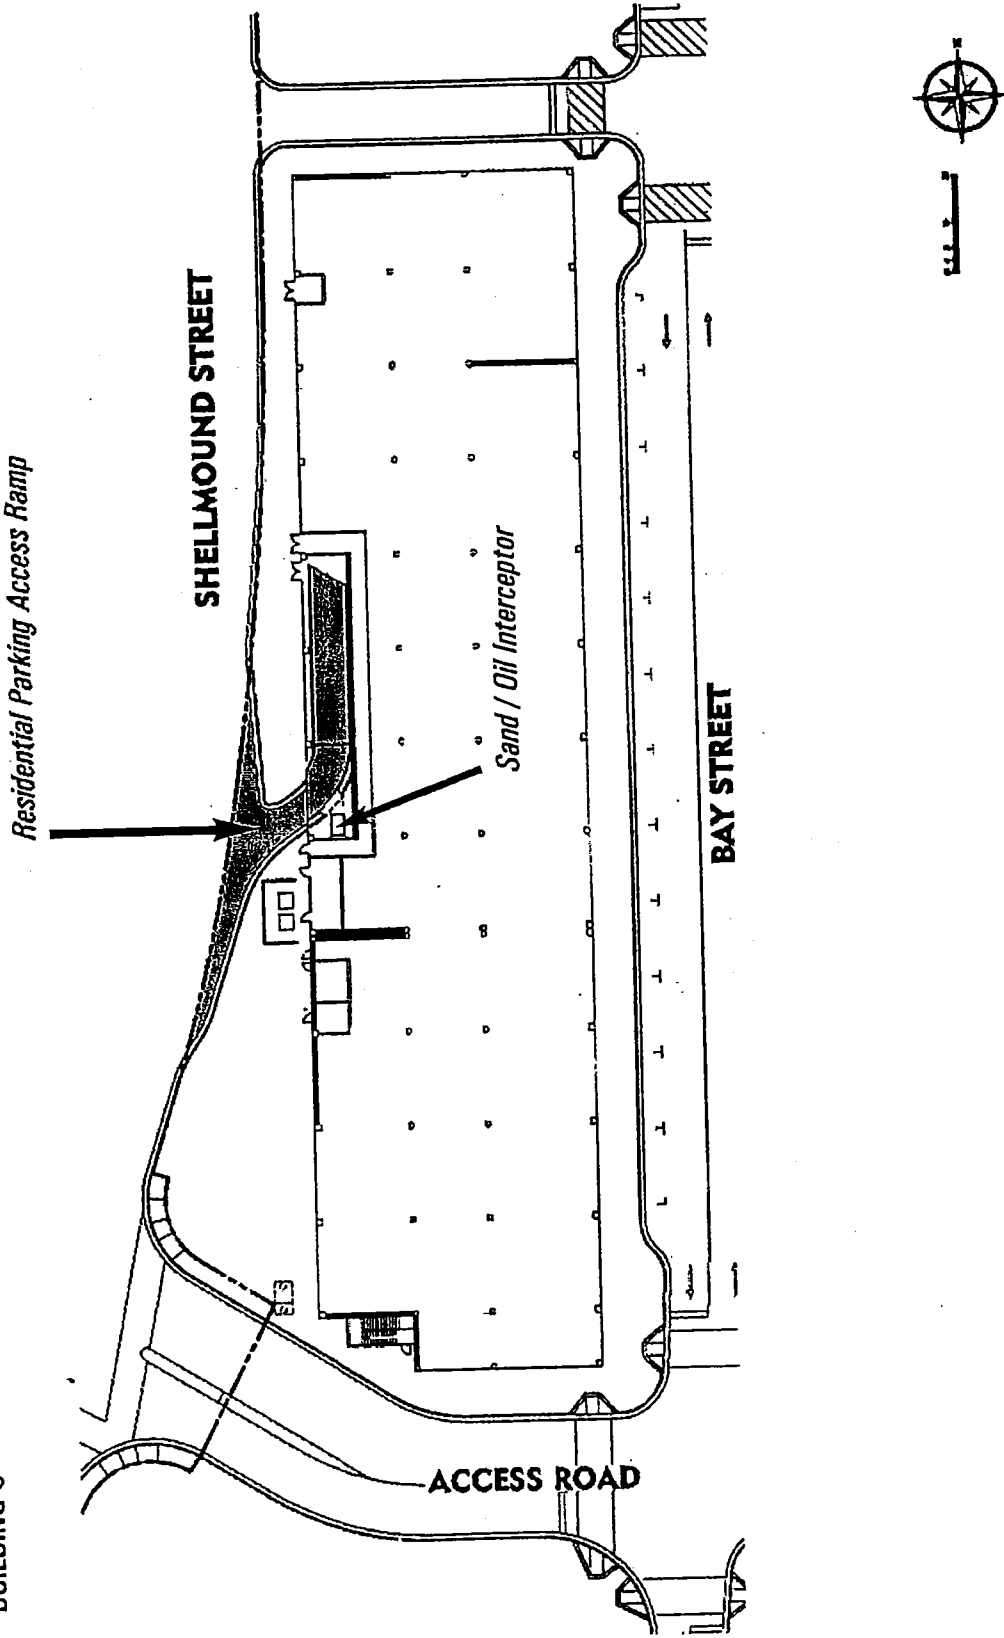 Residential Parking Access Ramp
SHELLMOUND STREET
Sand / Oil Interceptor
BAY STREET
ACCESS ROAD